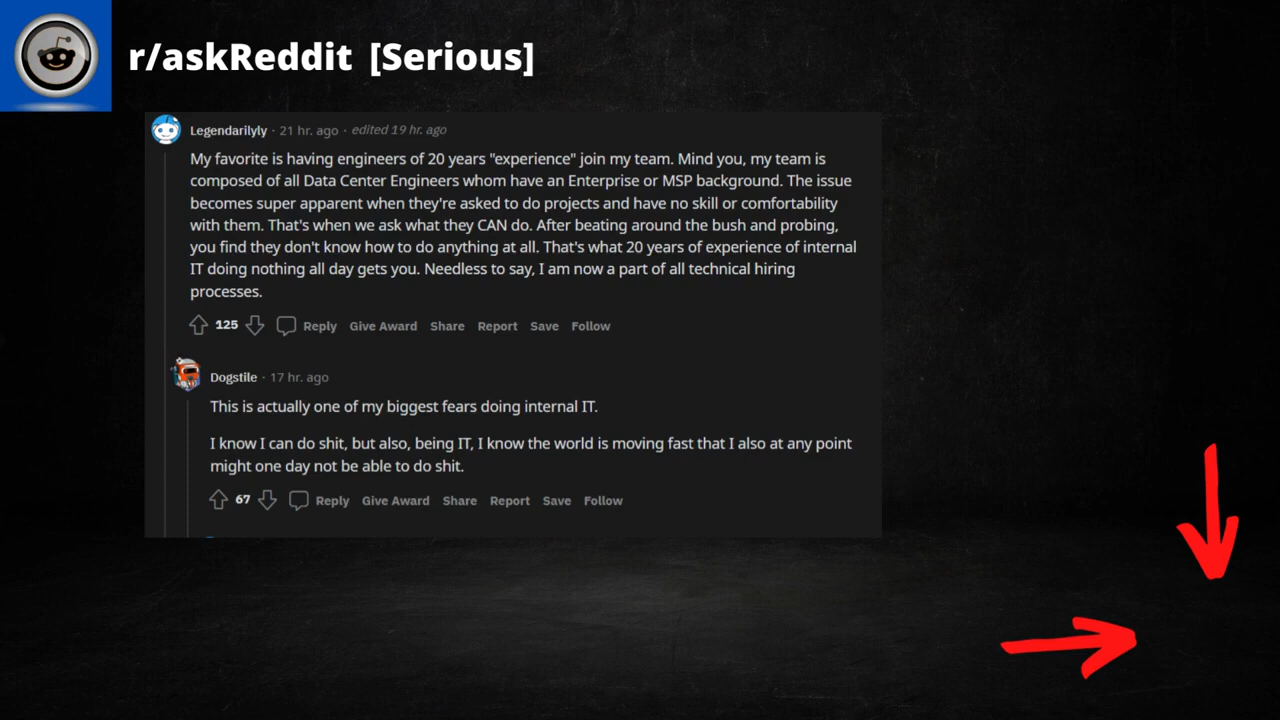 r/askReddit [Serious]
Legendarilyly · 21 hr. ago · edited 19 hr. ago
My favorite is having engineers of 20 years "experience" join my team. Mind you, my team is
composed of all Data Center Engineers whom have an Enterprise or MSP background. The issue
becomes super apparent when they're asked to do projects and have no skill or comfortability
with them. That's when we ask what they CAN do. After beating around the bush and probing,
you find they don't know how to do anything at all. That's what 20 years of experience of internal
IT doing nothing all day gets you. Needless to say, I am now a part of all technical hiring
processes.
125 Reply Give Award Share Report Save Follow
Dogstile · 17 hr. ago
This is actually one of my biggest fears doing internal IT.
I know I can do shit, but also, being IT, I know the world is moving fast that I also at any point
might one day not be able to do shit.
67 Reply Give Award Share Report Save Follow